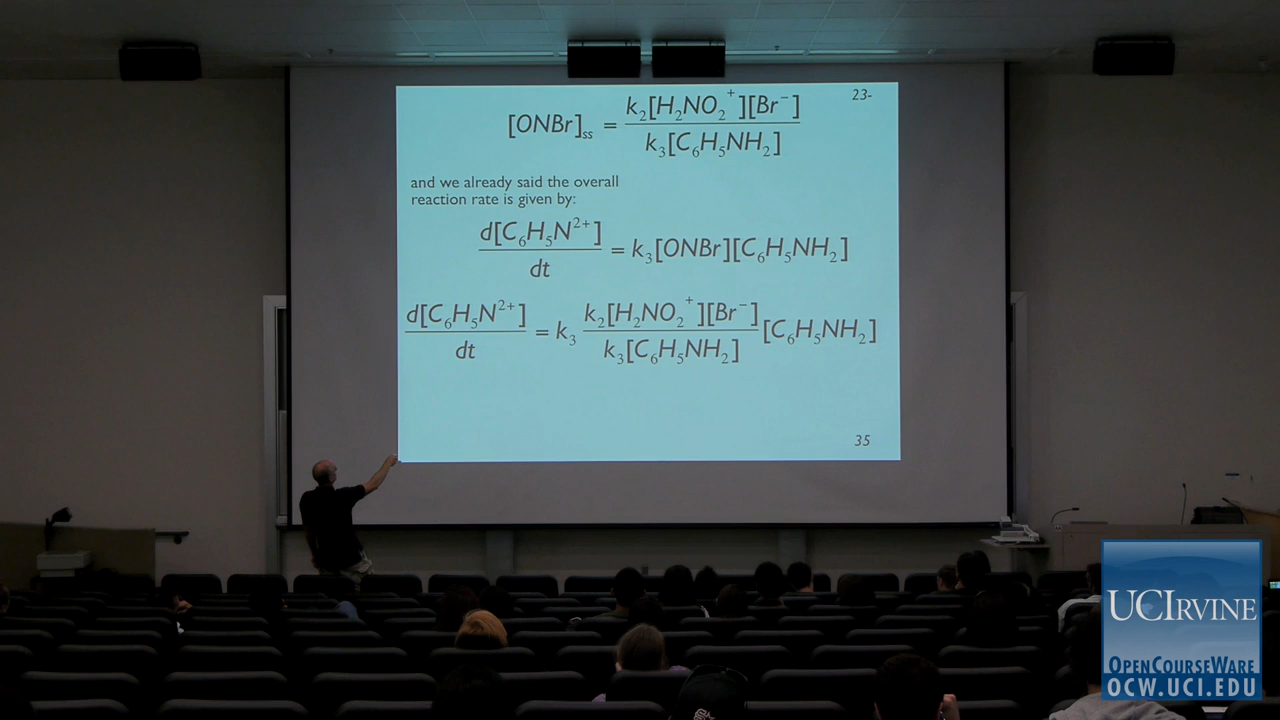 23-
[ONBr]ss = k2[H2NO2+][Br−] / k3[C6H5NH2]
and we already said the overall
reaction rate is given by:
d[C6H5N2+] / dt = k3[ONBr][C6H5NH2]
d[C6H5N2+] / dt = k3 k2[H2NO2+][Br−] / k3[C6H5NH2] [C6H5NH2]
35
UCIRVINE
OPENCOURSEWARE
OCW.UCI.EDU